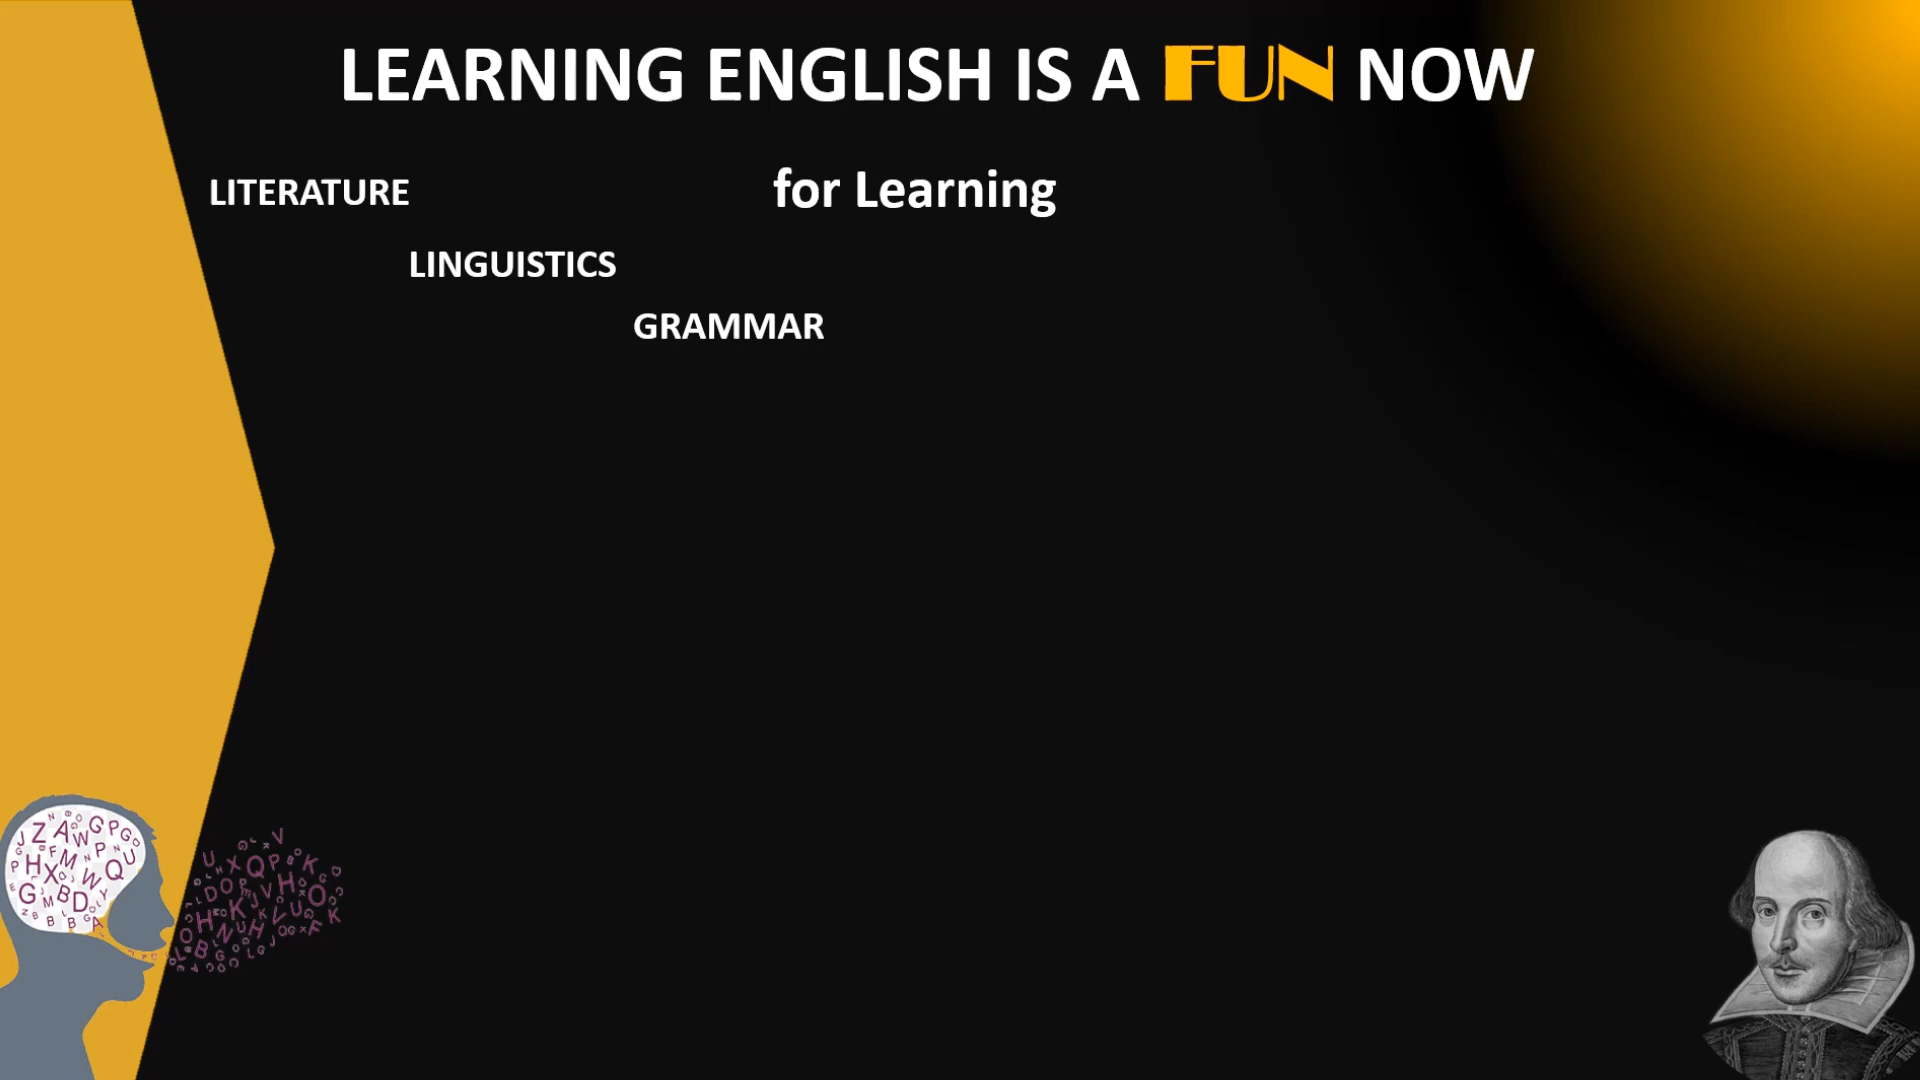 LEARNING ENGLISH IS A FUN NOW
for Learning
LITERATURE
LINGUISTICS
GRAMMAR